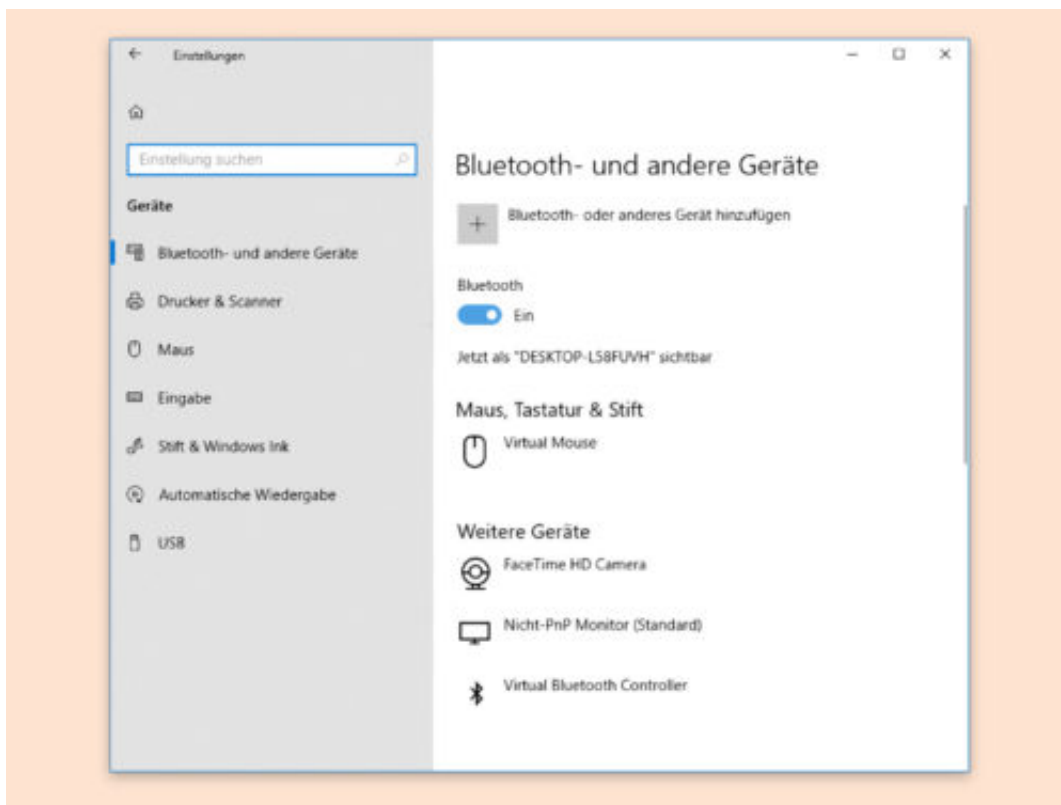 Einstellungen
Einstellung suchen
Geräte
Bluetooth- und andere Geräte
Drucker & Scanner
Maus
Eingabe
Stift & Windows Ink
Automatische Wiedergabe
USB
Bluetooth- und andere Geräte
Bluetooth- oder anderes Gerät hinzufügen
Bluetooth
Ein
Jetzt als "DESKTOP-L58FUVH" sichtbar
Maus, Tastatur & Stift
Virtual Mouse
Weitere Geräte
FaceTime HD Camera
Nicht-PnP Monitor (Standard)
Virtual Bluetooth Controller